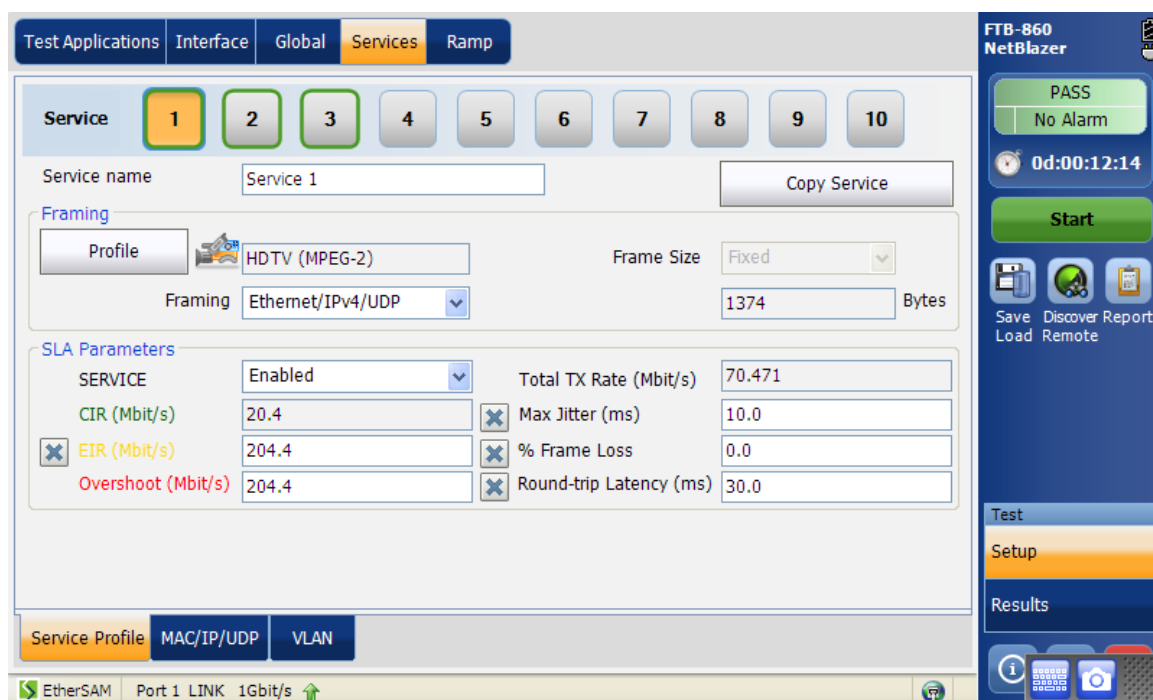 Test Applications Interface Global Services Ramp
FTB-860
NetBlazer
PASS
No Alarm
0d:00:12:14
Start
Save Load
Discover Remote
Report
Service 1 2 3 4 5 6 7 8 9 10
Service name Service 1 Copy Service
Framing
Profile HDTV (MPEG-2) Frame Size Fixed
Framing Ethernet/IPv4/UDP 1374 Bytes
SLA Parameters
SERVICE Enabled Total TX Rate (Mbit/s) 70.471
CIR (Mbit/s) 20.4 Max Jitter (ms) 10.0
EIR (Mbit/s) 204.4 % Frame Loss 0.0
Overshoot (Mbit/s) 204.4 Round-trip Latency (ms) 30.0
Test
Setup
Results
Service Profile MAC/IP/UDP VLAN
EtherSAM Port 1 LINK 1Gbit/s